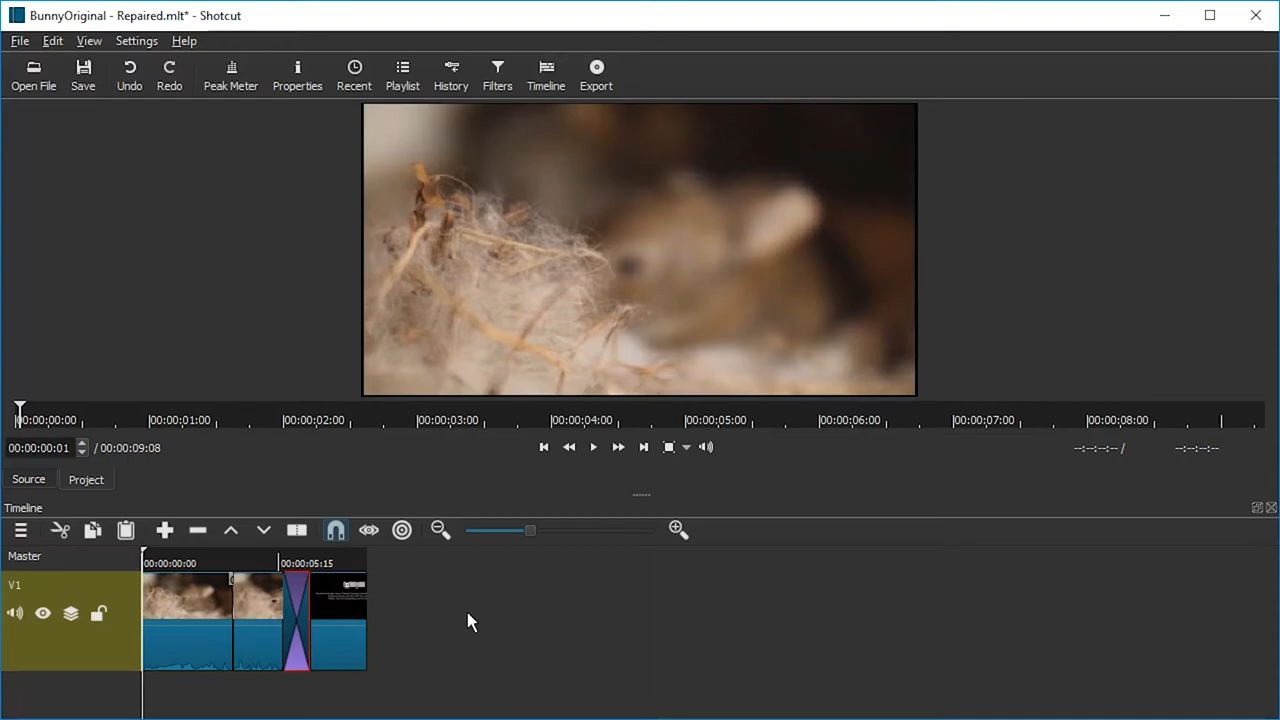 BunnyOriginal - Repaired.mlt* - Shotcut
File Edit View Settings Help
Open File Save Undo Redo Peak Meter Properties Recent Playlist History Filters Timeline Export
00:00:00:00 00:00:01:00 00:00:02:00 00:00:03:00 00:00:04:00 00:00:05:00 00:00:06:00 00:00:07:00 00:00:08:00
00:00:00:01 / 00:00:09:08 --:--:--:-- / --:--:--:--
Source Project
Timeline
Master 00:00:00:00 00:00:05:15
V1